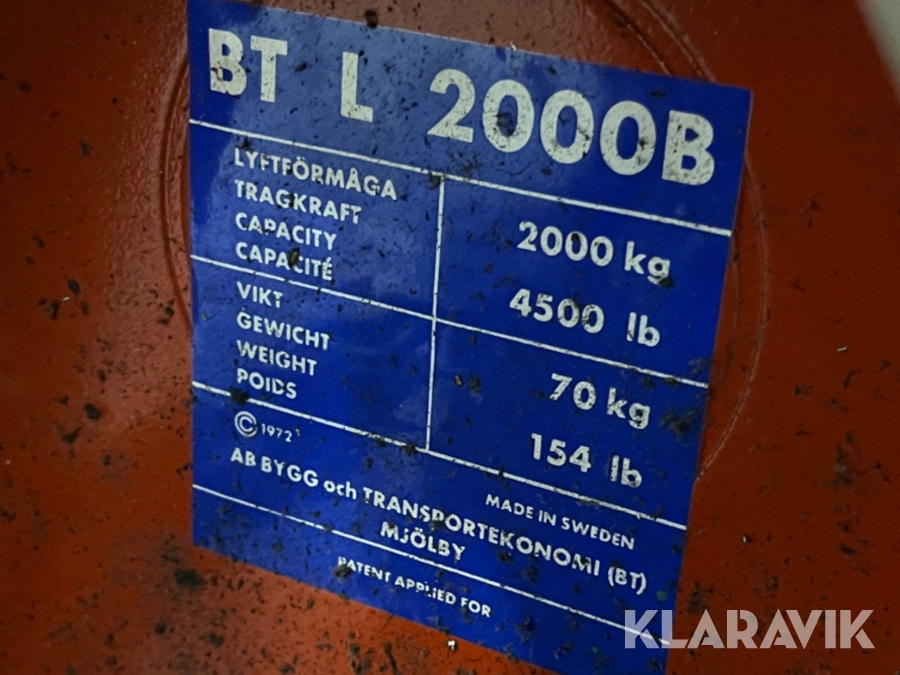 BT L 2000B
LYFTFÖRMÅGA
TRAGKRAFT
CAPACITY
CAPACITÉ
2000 kg
4500 lb
VIKT
GEWICHT
WEIGHT
POIDS
70 kg
154 lb
© 1972
MADE IN SWEDEN
AB BYGG och TRANSPORTEKONOMI (BT)
MJÖLBY
PATENT APPLIED FOR
KLARAVIK